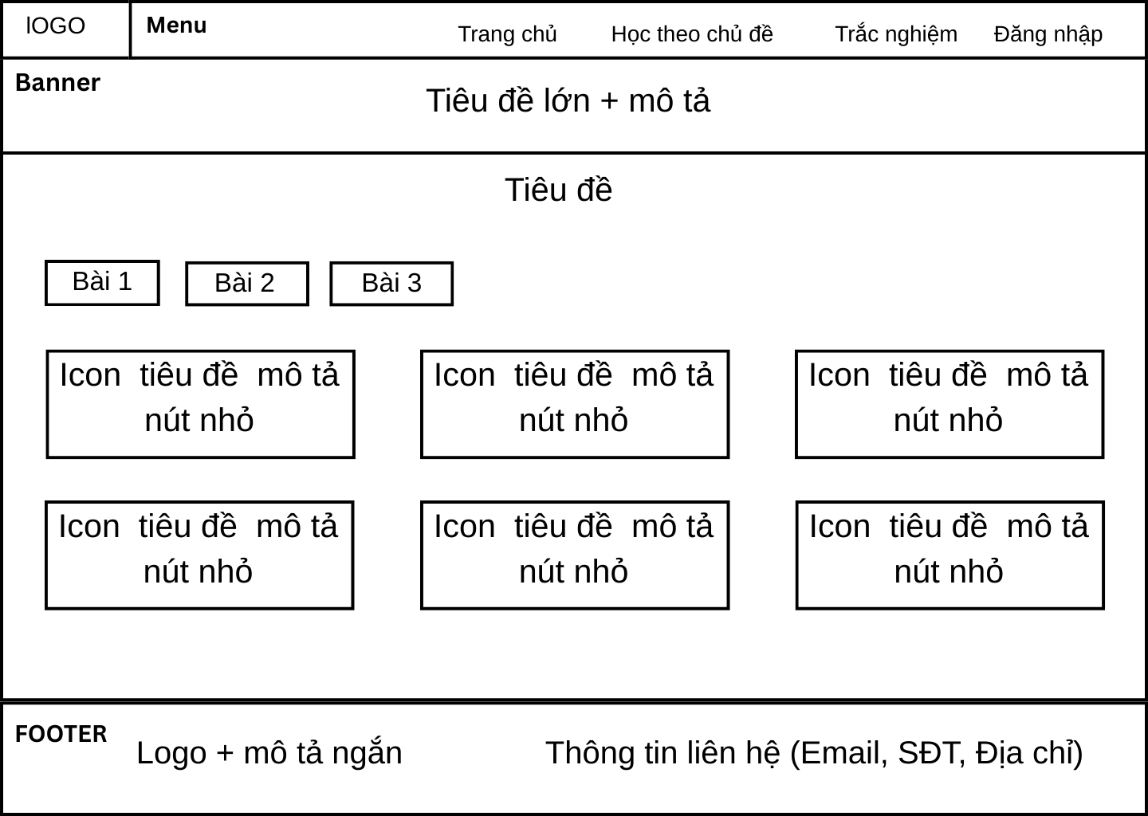 lOGO
Menu
Trang chủ
Học theo chủ đề
Trắc nghiệm
Đăng nhập
Banner
Tiêu đề lớn + mô tả
Tiêu đề
Bài 1
Bài 2
Bài 3
Icon tiêu đề mô tả
nút nhỏ
Icon tiêu đề mô tả
nút nhỏ
Icon tiêu đề mô tả
nút nhỏ
Icon tiêu đề mô tả
nút nhỏ
Icon tiêu đề mô tả
nút nhỏ
Icon tiêu đề mô tả
nút nhỏ
FOOTER
Logo + mô tả ngắn
Thông tin liên hệ (Email, SĐT, Địa chỉ)